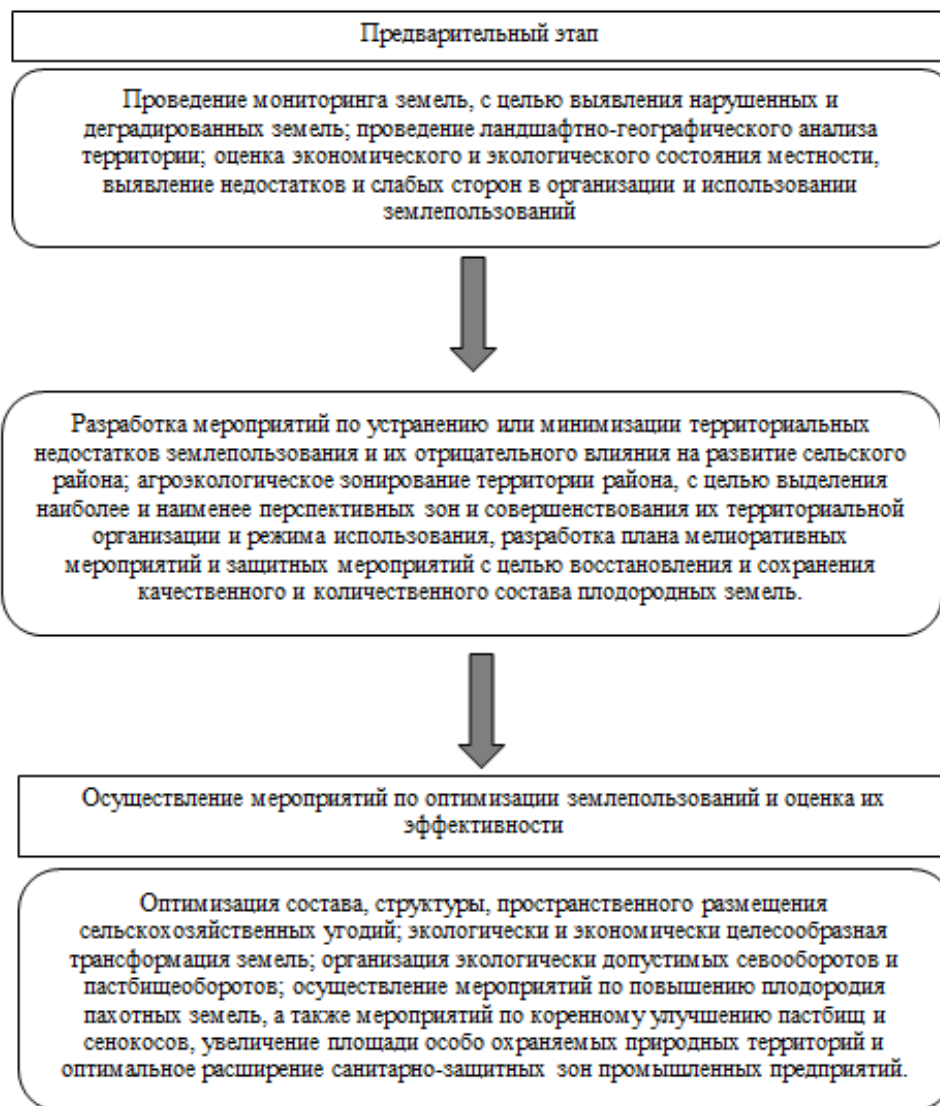 Предварительный этап
Проведение мониторинга земель, с целью выявления нарушенных и
деградированных земель; проведение ландшафтно-географического анализа
территории; оценка экономического и экологического состояния местности,
выявление недостатков и слабых сторон в организации и использовании
землепользований
Разработка мероприятий по устранению или минимизации территориальных
недостатков землепользования и их отрицательного влияния на развитие сельского
района; агроэкологическое зонирование территории района, с целью выделения
наиболее и наименее перспективных зон и совершенствования их территориальной
организации и режима использования, разработка плана мелиоративных
мероприятий и защитных мероприятий с целью восстановления и сохранения
качественного и количественного состава плодородных земель.
Осуществление мероприятий по оптимизации землепользований и оценка их
эффективности
Оптимизация состава, структуры, пространственного размещения
сельскохозяйственных угодий; экологически и экономически целесообразная
трансформация земель; организация экологически допустимых севооборотов и
пастбищеоборотов; осуществление мероприятий по повышению плодородия
пахотных земель, а также мероприятий по коренному улучшению пастбищ и
сенокосов, увеличение площади особо охраняемых природных территорий и
оптимальное расширение санитарно-защитных зон промышленных предприятий.